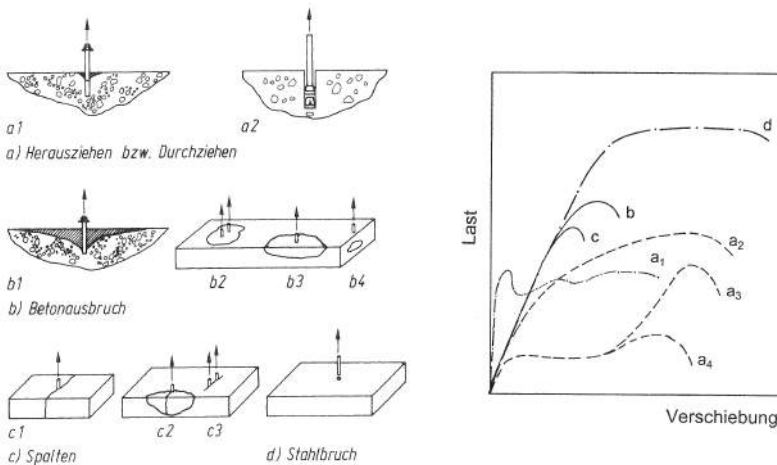 a1
a2
a) Herausziehen bzw. Durchziehen
b1
b2
b3
b4
b) Betonausbruch
c1
c2
c3
c) Spalten
d) Stahlbruch
Last
d
b
c
a2
a1
a3
a4
Verschiebung